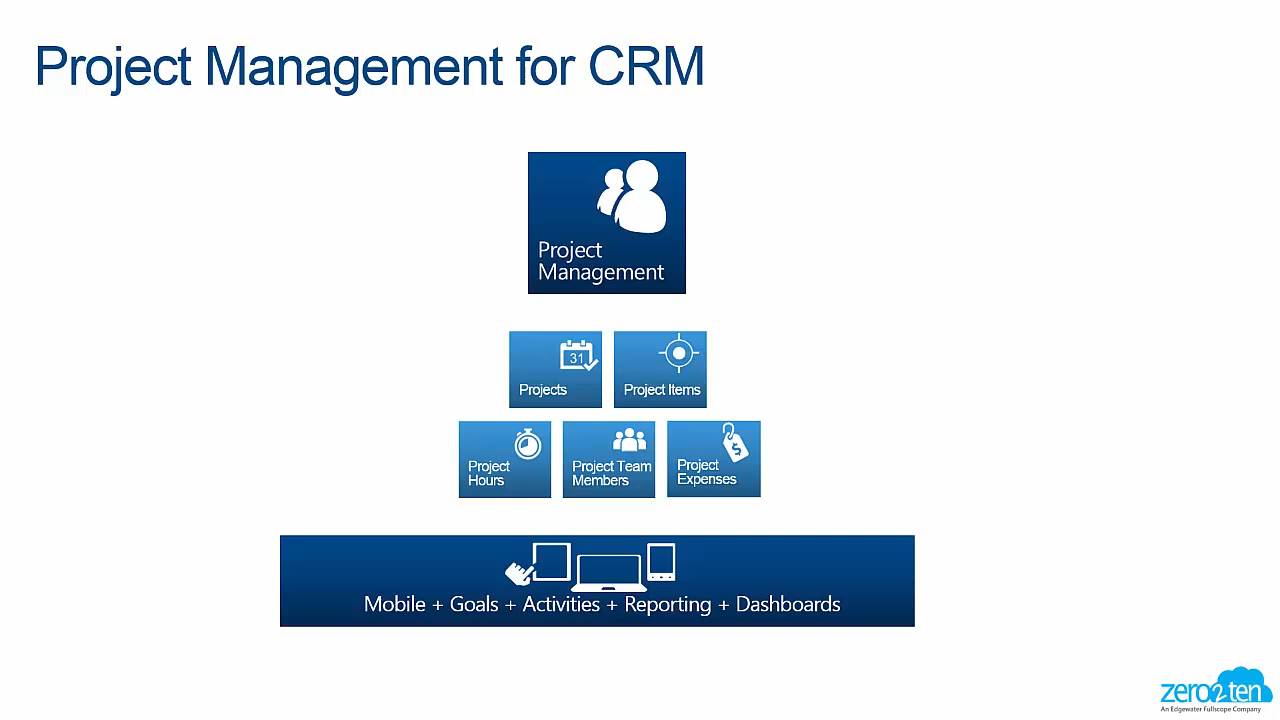 Project Management for CRM
Project
Management
31
Projects
Project Items
Project
Hours
Project Team
Members
$
Project
Expenses
Mobile + Goals + Activities + Reporting + Dashboards
zero2ten
An Edgewater Fullscope Company